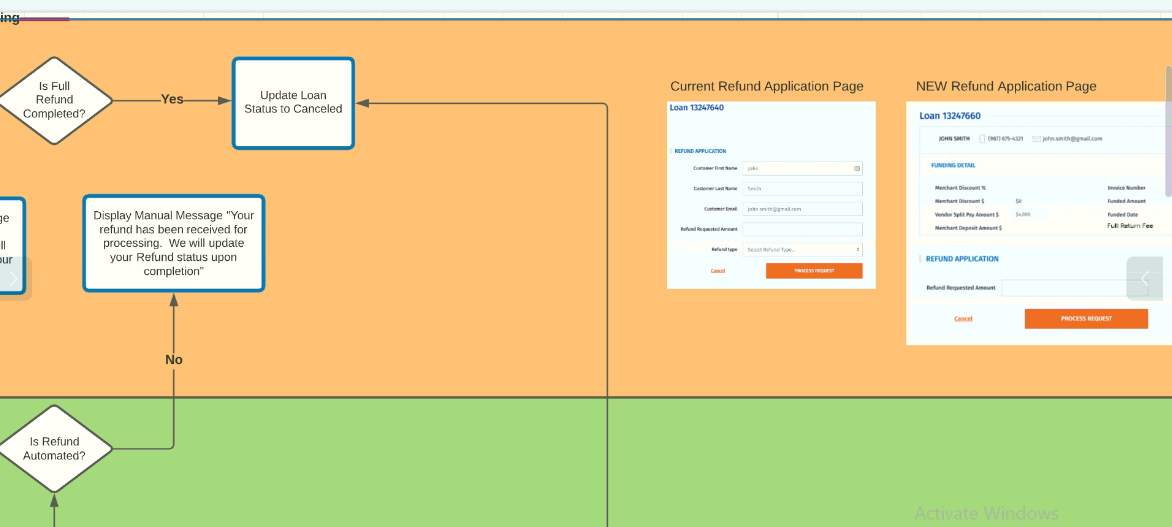 ing
Is Full
Refund
Completed?
Yes
Update Loan
Status to Canceled
ge
ll
our
Display Manual Message "Your
refund has been received for
processing. We will update
your Refund status upon
completion"
No
Is Refund
Automated?
Current Refund Application Page
Loan 13247640
REFUND APPLICATION
Customer First Name John
Customer Last Name Smith
Customer Email john.smith@gmail.com
Refund Requested Amount
Refund type Select Refund Type...
Cancel PROCESS REQUEST
NEW Refund Application Page
Loan 13247660
JOHN SMITH (987) 675-4321 john.smith@gmail.com
FUNDING DETAIL
Merchant Discount % Invoice Number
Merchant Discount $ $0 Funded Amount
Vendor Split Pay Amount $ $4,000 Funded Date
Merchant Deposit Amount $ Full Return Fee
REFUND APPLICATION
Refund Requested Amount
Cancel PROCESS REQUEST
Activate Windows